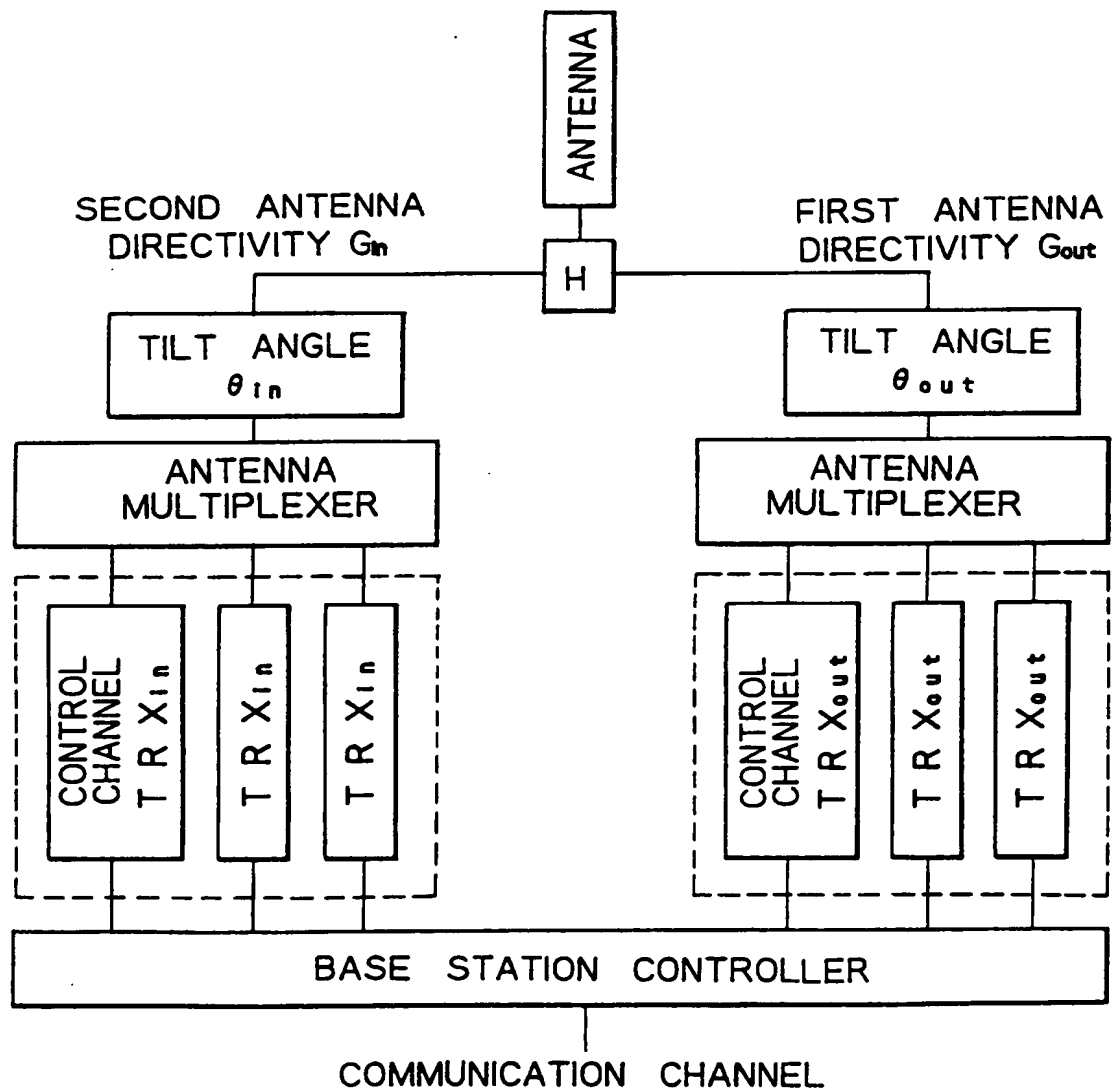 ANTENNA
SECOND ANTENNA
DIRECTIVITY Gin
FIRST ANTENNA
DIRECTIVITY Gout
H
TILT ANGLE
θin
TILT ANGLE
θout
ANTENNA
MULTIPLEXER
ANTENNA
MULTIPLEXER
CONTROL
CHANNEL
TRXin
TRXin
TRXin
CONTROL
CHANNEL
TRXout
TRXout
TRXout
BASE STATION CONTROLLER
COMMUNICATION CHANNEL